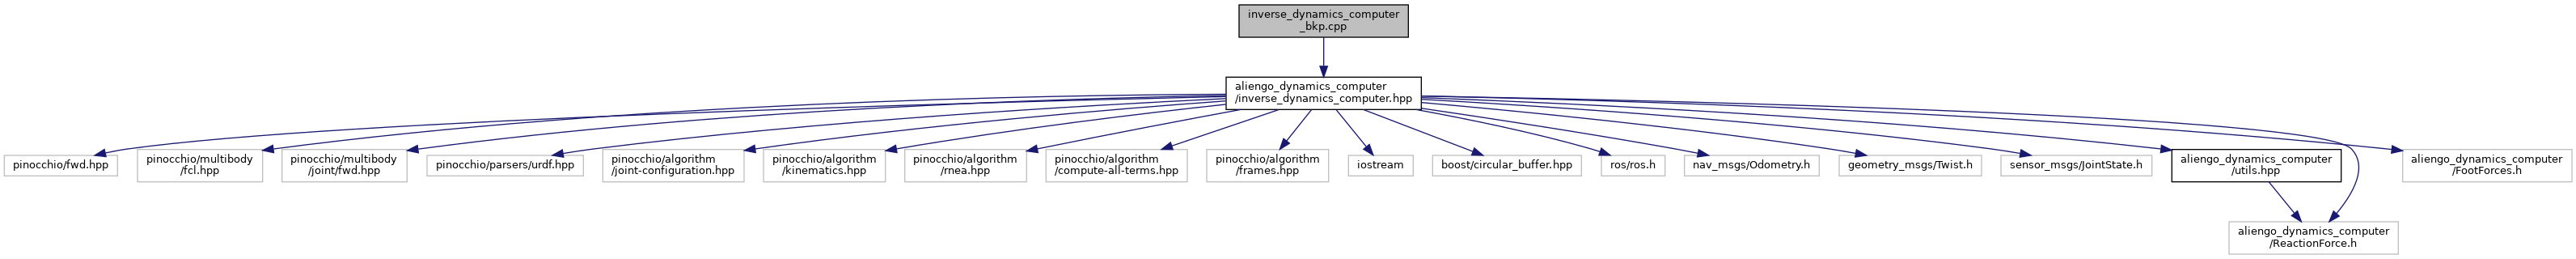 inverse_dynamics_computer
_bkp.cpp
aliengo_dynamics_computer
/inverse_dynamics_computer.hpp
pinocchio/fwd.hpp
pinocchio/multibody
/fcl.hpp
pinocchio/multibody
/joint/fwd.hpp
pinocchio/parsers/urdf.hpp
pinocchio/algorithm
/joint-configuration.hpp
pinocchio/algorithm
/kinematics.hpp
pinocchio/algorithm
/rnea.hpp
pinocchio/algorithm
/compute-all-terms.hpp
pinocchio/algorithm
/frames.hpp
iostream
boost/circular_buffer.hpp
ros/ros.h
nav_msgs/Odometry.h
geometry_msgs/Twist.h
sensor_msgs/JointState.h
aliengo_dynamics_computer
/utils.hpp
aliengo_dynamics_computer
/FootForces.h
aliengo_dynamics_computer
/ReactionForce.h